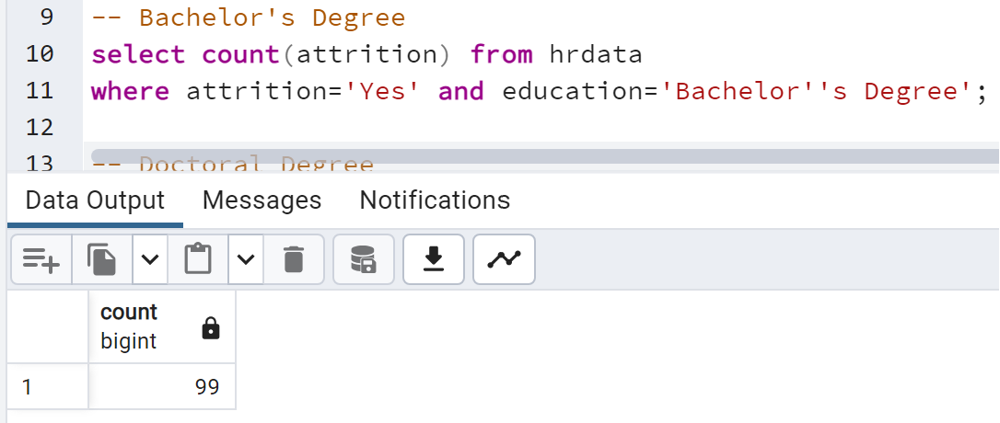 9 -- Bachelor's Degree
10 select count(attrition) from hrdata
11 where attrition='Yes' and education='Bachelor''s Degree';
12
13 -- Doctoral Degree
Data Output Messages Notifications
count
bigint
1 99